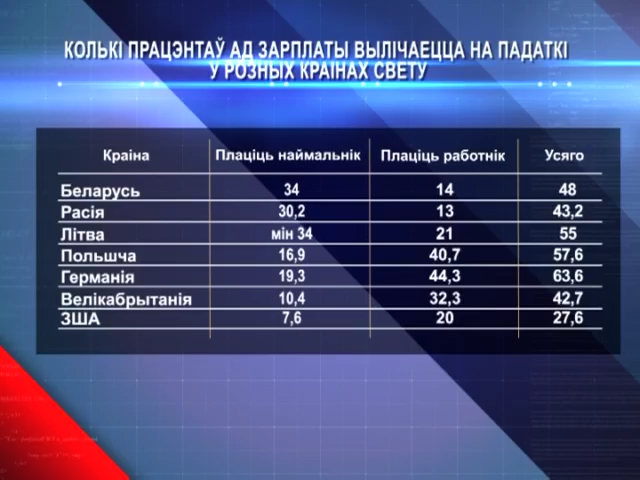 КОЛЬКІ ПРАЦЭНТАЎ АД ЗАРПЛАТЫ ВЫЛІЧАЕЦЦА НА ПАДАТКІ
У РОЗНЫХ КРАІНАХ СВЕТУ
Краіна Плаціць наймальнік Плаціць работнік Усяго
Беларусь 34 14 48
Расія 30,2 13 43,2
Літва мін 34 21 55
Польшча 16,9 40,7 57,6
Германія 19,3 44,3 63,6
Велікабрытанія 10,4 32,3 42,7
ЗША 7,6 20 27,6